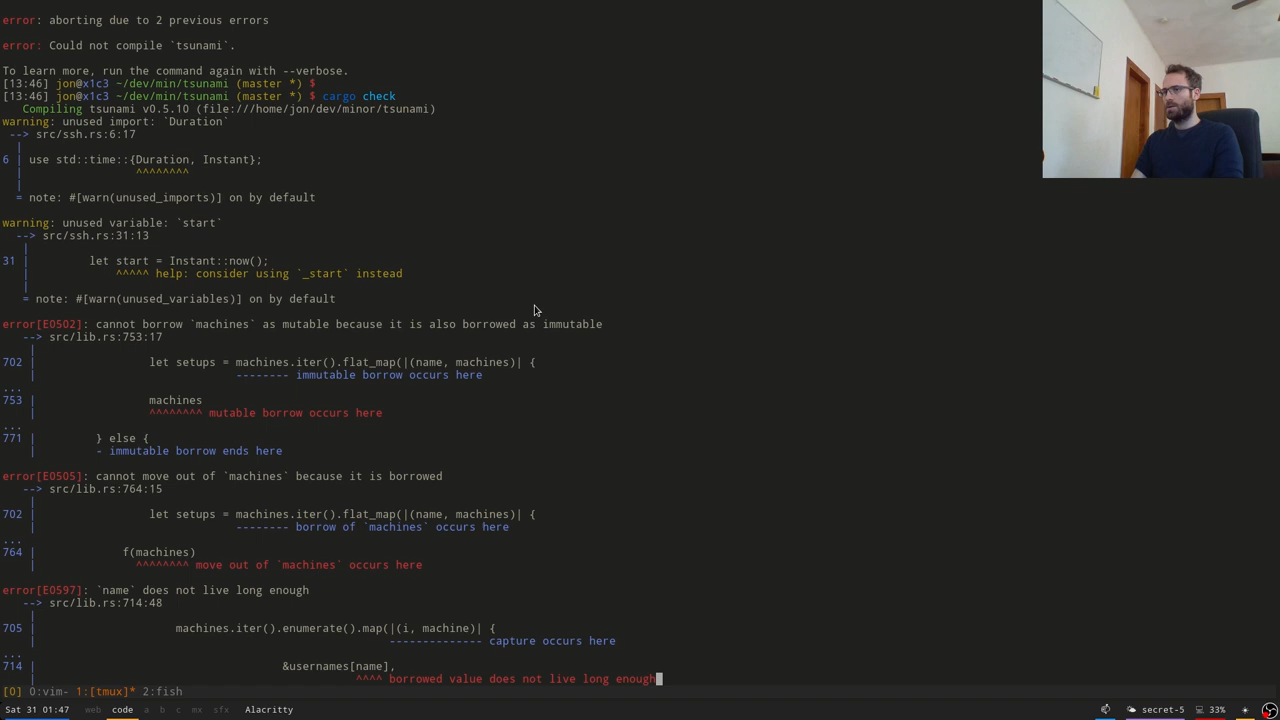 error: aborting due to 2 previous errors
error: Could not compile `tsunami`.
To learn more, run the command again with --verbose.
[13:46] jon@x1c3 ~/dev/min/tsunami (master *) $
[13:46] jon@x1c3 ~/dev/min/tsunami (master *) $ cargo check
Compiling tsunami v0.5.10 (file:///home/jon/dev/minor/tsunami)
warning: unused import: `Duration`
--> src/ssh.rs:6:17
|
6 | use std::time::{Duration, Instant};
| ^^^^^^^^
|
= note: #[warn(unused_imports)] on by default
warning: unused variable: `start`
--> src/ssh.rs:31:13
|
31 | let start = Instant::now();
| ^^^^^ help: consider using `_start` instead
|
= note: #[warn(unused_variables)] on by default
error[E0502]: cannot borrow `machines` as mutable because it is also borrowed as immutable
--> src/lib.rs:753:17
|
702 | let setups = machines.iter().flat_map(|(name, machines)| {
| -------- immutable borrow occurs here
...
753 | machines
| ^^^^^^^^ mutable borrow occurs here
...
771 | } else {
| - immutable borrow ends here
error[E0505]: cannot move out of `machines` because it is borrowed
--> src/lib.rs:764:15
|
702 | let setups = machines.iter().flat_map(|(name, machines)| {
| -------- borrow of `machines` occurs here
...
764 | f(machines)
| ^^^^^^^^ move out of `machines` occurs here
error[E0597]: `name` does not live long enough
--> src/lib.rs:714:48
|
705 | machines.iter().enumerate().map(|(i, machine)| {
| -------------- capture occurs here
...
714 | &usernames[name],
| ^^^^ borrowed value does not live long enough
[0] 0:vim- 1:[tmux]* 2:fish
Sat 31 01:47 web code a b c mx sfx Alacritty secret-5 33%